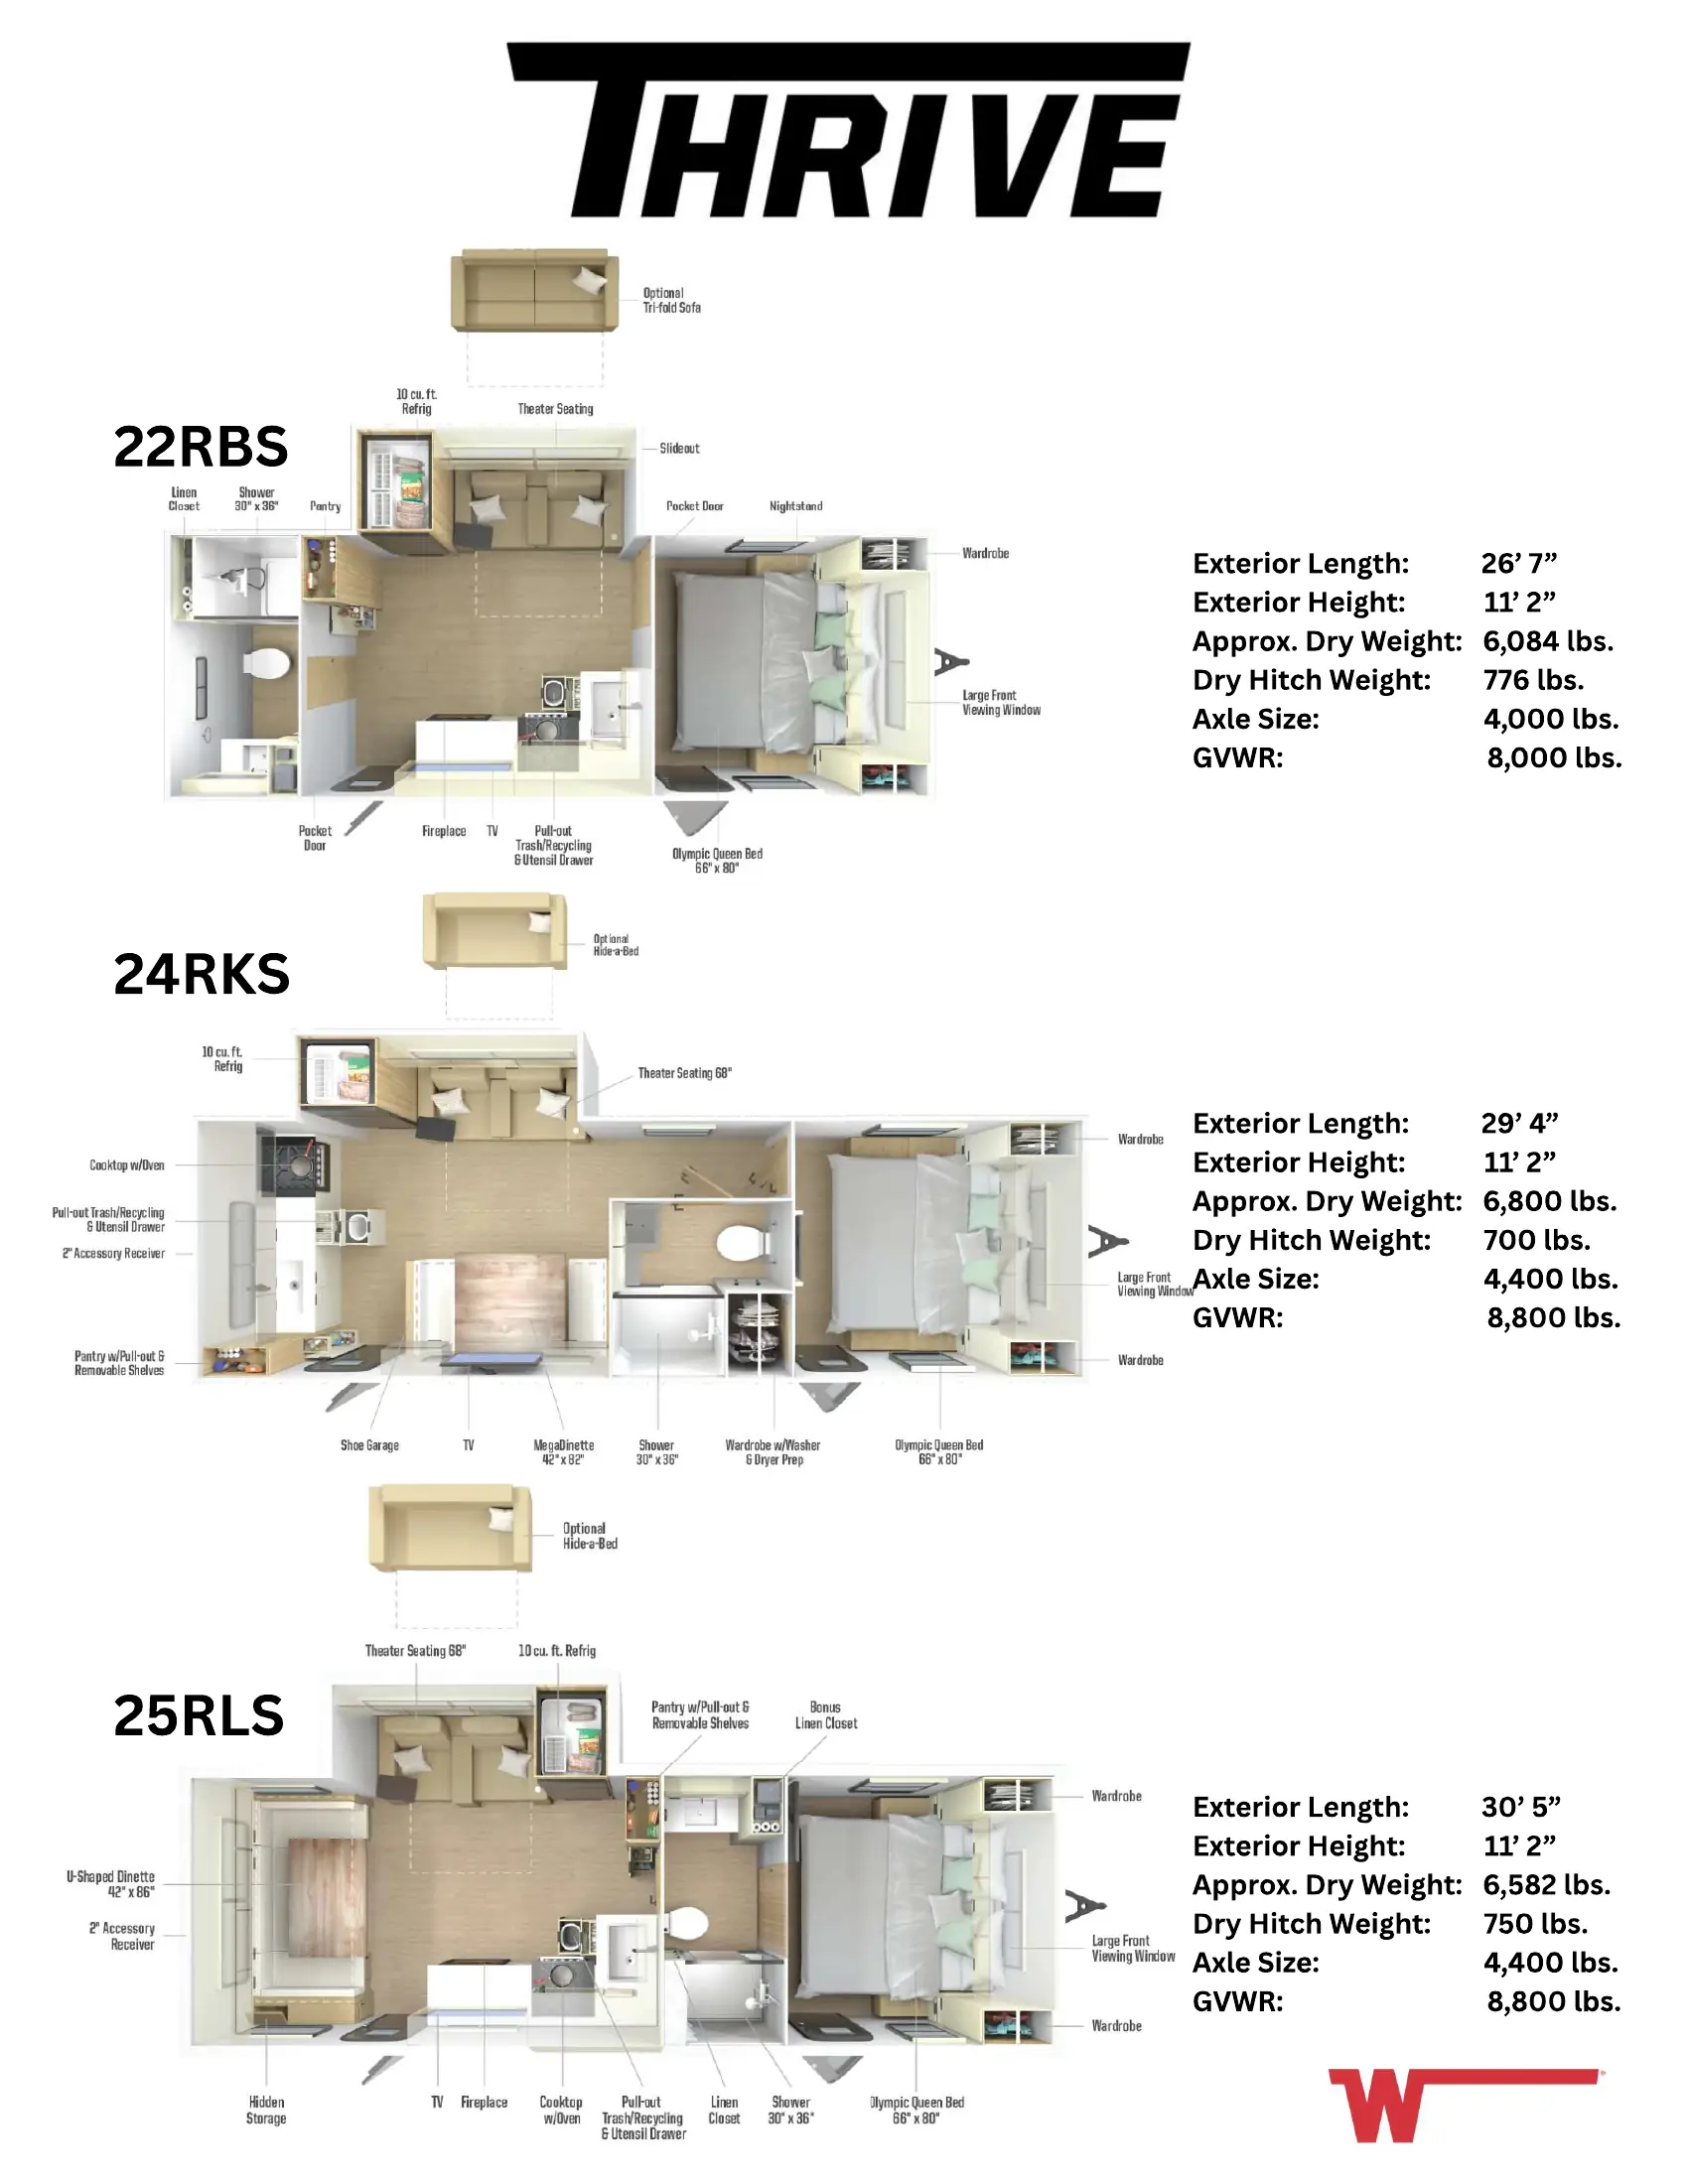 THRIVE
Optional
Tri-fold Sofa
10 cu. ft.
Refrig
Theater Seating
22RBS
Slideout
Linen
Closet
Shower
30" x 36"
Pantry
Pocket Door
Nightstand
Wardrobe
Large Front
Viewing Window
Pocket
Door
Fireplace
TV
Pull-out
Trash/Recycling
& Utensil Drawer
Olympic Queen Bed
66" x 80"
Exterior Length: 26’ 7”
Exterior Height: 11’ 2”
Approx. Dry Weight: 6,084 lbs.
Dry Hitch Weight: 776 lbs.
Axle Size: 4,000 lbs.
GVWR: 8,000 lbs.
Optional
Hide-a-Bed
24RKS
10 cu. ft.
Refrig
Theater Seating 68"
Wardrobe
Cooktop w/Oven
Pull-out Trash/Recycling
& Utensil Drawer
2" Accessory Receiver
Large Front
Viewing Window
Pantry w/Pull-out &
Removable Shelves
Wardrobe
Shoe Garage
TV
MegaDinette
42" x 82"
Shower
30" x 36"
Wardrobe w/Washer
& Dryer Prep
Olympic Queen Bed
66" x 80"
Exterior Length: 29’ 4”
Exterior Height: 11’ 2”
Approx. Dry Weight: 6,800 lbs.
Dry Hitch Weight: 700 lbs.
Axle Size: 4,400 lbs.
GVWR: 8,800 lbs.
Optional
Hide-a-Bed
Theater Seating 68"
10 cu. ft. Refrig
25RLS
Pantry w/Pull-out &
Removable Shelves
Bonus
Linen Closet
Wardrobe
U-Shaped Dinette
42" x 86"
2" Accessory
Receiver
Large Front
Viewing Window
Wardrobe
Hidden
Storage
TV
Fireplace
Cooktop
w/Oven
Pull-out
Trash/Recycling
& Utensil Drawer
Linen
Closet
Shower
30" x 36"
Olympic Queen Bed
66" x 80"
Exterior Length: 30’ 5”
Exterior Height: 11’ 2”
Approx. Dry Weight: 6,582 lbs.
Dry Hitch Weight: 750 lbs.
Axle Size: 4,400 lbs.
GVWR: 8,800 lbs.
W